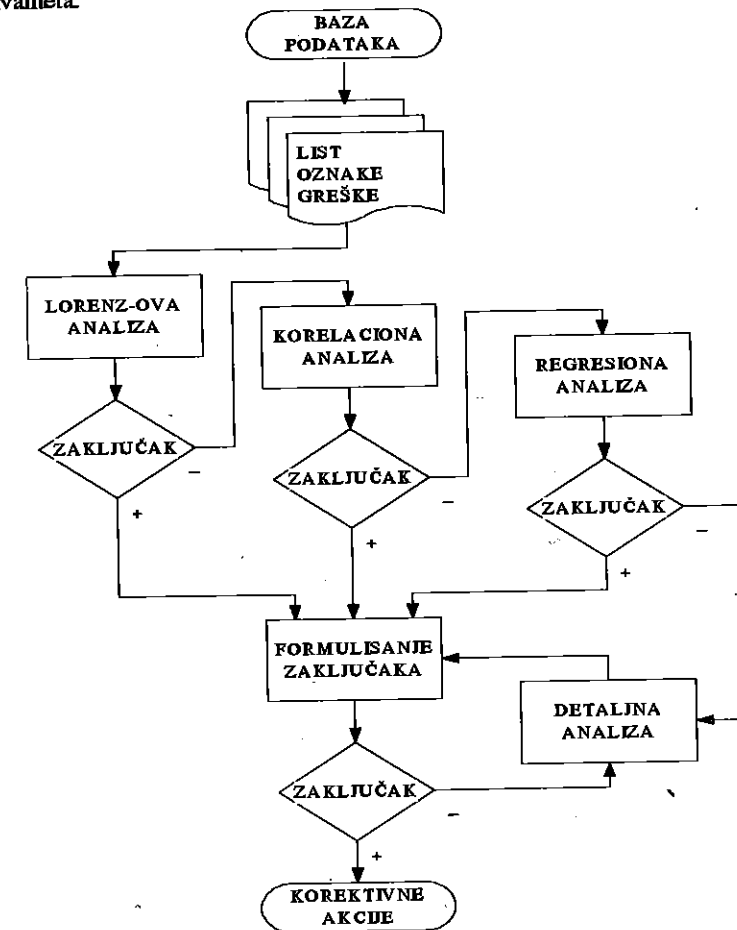 BAZA
PODATAKA
LIST
OZNAKE
GREŠKE
LORENZ-OVA
ANALIZA
KORELACIONA
ANALIZA
REGRESIONA
ANALIZA
ZAKLJUČAK
–
+
ZAKLJUČAK
–
+
ZAKLJUČAK
–
+
FORMULISANJE
ZAKLJUČAKA
DETALJNA
ANALIZA
ZAKLJUČAK
–
+
KOREKTIVNE
AKCIJE